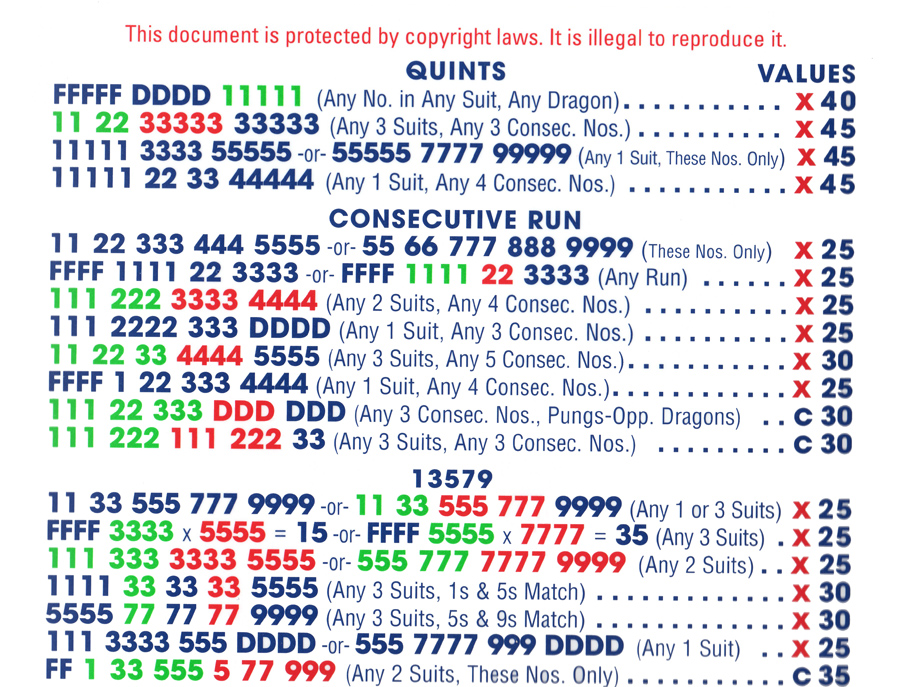 This document is protected by copyright laws. It is illegal to reproduce it.
QUINTS VALUES
FFFFF DDDD 11111 (Any No. in Any Suit, Any Dragon). . . . . . . . . . . X 40
11 22 33333 33333 (Any 3 Suits, Any 3 Consec. Nos.) . . . . . . . . . . X 45
11111 3333 55555 -or- 55555 7777 99999 (Any 1 Suit, These Nos. Only) X 45
11111 22 33 44444 (Any 1 Suit, Any 4 Consec. Nos.) . . . . . . . . . . . X 45
CONSECUTIVE RUN
11 22 333 444 5555 -or- 55 66 777 888 9999 (These Nos. Only) X 25
FFFF 1111 22 3333 -or- FFFF 1111 22 3333 (Any Run) . . . . . . X 25
111 222 3333 4444 (Any 2 Suits, Any 4 Consec. Nos.) . . . . . . . . . . X 25
111 2222 333 DDDD (Any 1 Suit, Any 3 Consec. Nos.) . . . . . . . . . . X 25
11 22 33 4444 5555 (Any 3 Suits, Any 5 Consec. Nos.). . . . . . . . . . . X 30
FFFF 1 22 333 4444 (Any 1 Suit, Any 4 Consec. Nos.). . . . . . . . . . . . X 25
111 22 333 DDD DDD (Any 3 Consec. Nos., Pungs-Opp. Dragons) . . C 30
111 222 111 222 33 (Any 3 Suits, Any 3 Consec. Nos.) . . . . . . . . . C 30
13579
11 33 555 777 9999 -or- 11 33 555 777 9999 (Any 1 or 3 Suits) X 25
FFFF 3333 x 5555 = 15 -or- FFFF 5555 x 7777 = 35 (Any 3 Suits) . X 25
111 333 3333 5555 -or- 555 777 7777 9999 (Any 2 Suits) . . X 25
1111 33 33 33 5555 (Any 3 Suits, 1s & 5s Match) . . . . . . . . . . . . . X 30
5555 77 77 77 9999 (Any 3 Suits, 5s & 9s Match) . . . . . . . . . . . . . X 30
111 3333 555 DDDD -or- 555 7777 999 DDDD (Any 1 Suit) . . X 25
FF 1 33 555 5 77 999 (Any 2 Suits, These Nos. Only) . . . . . . . . . . C 35